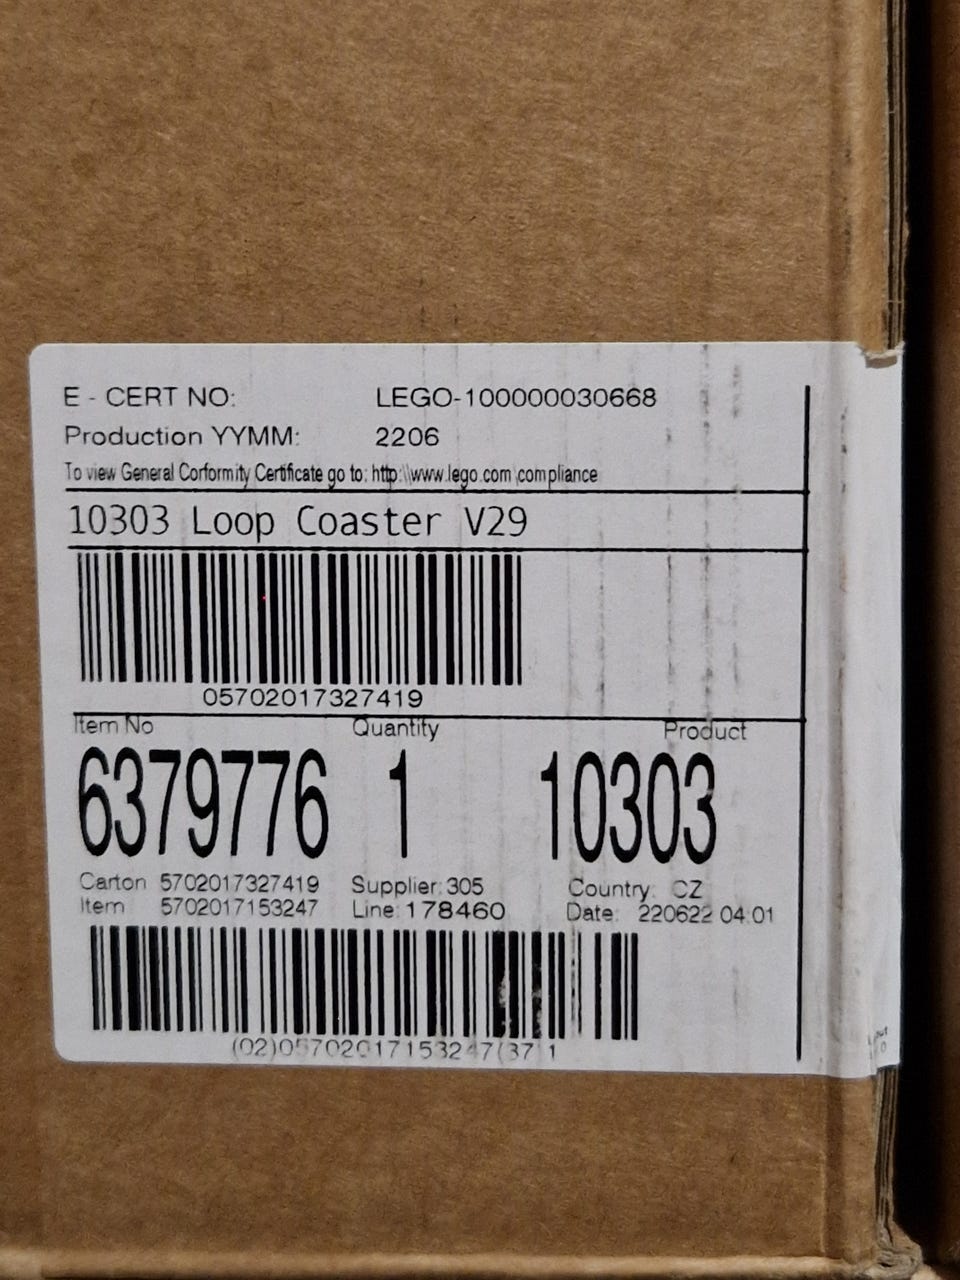 E - CERT NO: LEGO-100000030668
Production YYMM: 2206
To view General Corformity Certificate go to: http:\\www.lego.com\compliance
10303 Loop Coaster V29
05702017327419
Item No Quantity Product
6379776 1 10303
Carton 5702017327419 Supplier: 305 Country: CZ
Item 5702017153247 Line: 178460 Date: 220622 04:01
(02)05702017153247(37)1